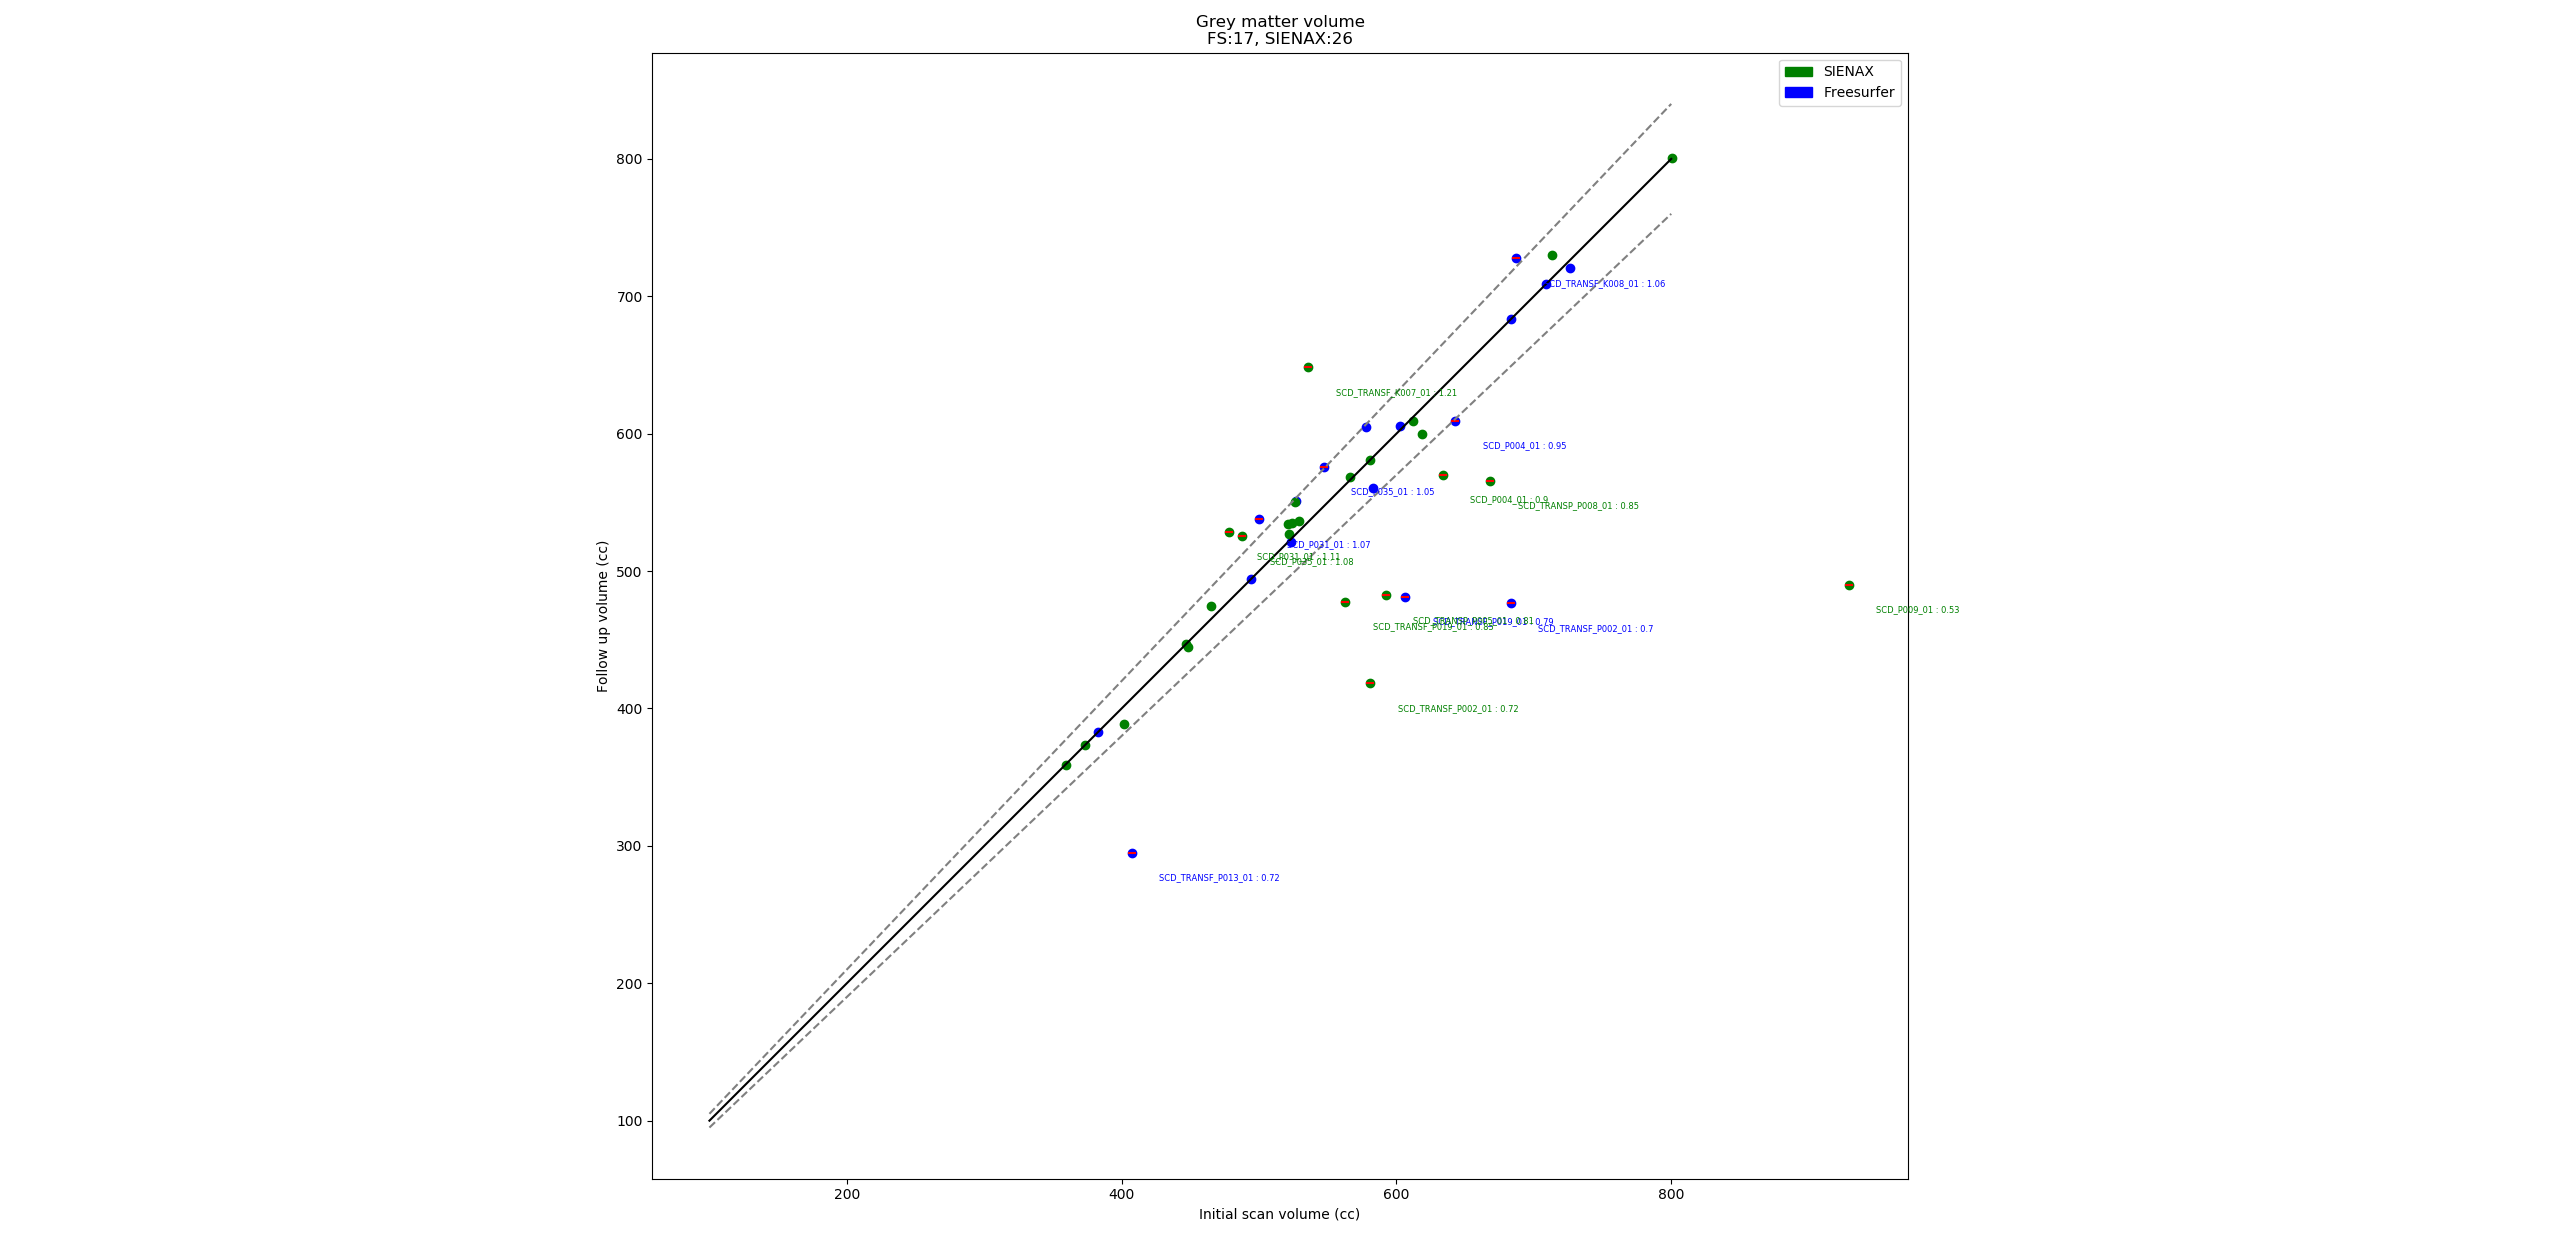 Grey matter volume
FS:17, SIENAX:26
SIENAX
Freesurfer
800
700
600
500
400
300
200
100
Follow up volume (cc)
SCD_TRANSF_K008_01 : 1.06
SCD_TRANSF_K007_01 : 1.21
SCD_P004_01 : 0.95
SCD_P035_01 : 1.05
SCD_P004_01 : 0.9
SCD_TRANSP_P008_01 : 0.85
SCD_P031_01 : 1.07
SCD_P031_01 : 1.11
SCD_P035_01 : 1.08
SCD_P009_01 : 0.53
SCD_TRANSF_P019_01 : 0.79
SCD_TRANSF_P019_01 : 0.85
SCD_TRANSF_P002_01 : 0.7
SCD_TRANSF_P002_01 : 0.72
SCD_TRANSF_P013_01 : 0.72
200
400
600
800
Initial scan volume (cc)